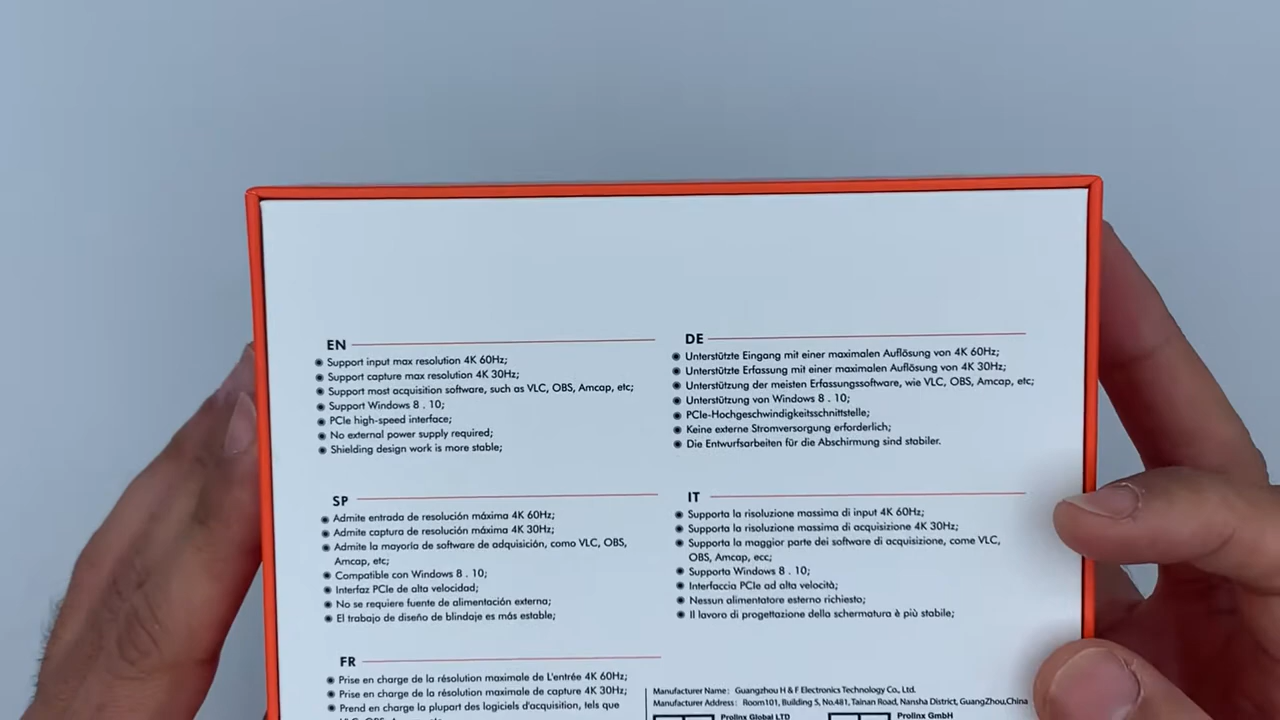 EN
Support input max resolution 4K 60Hz;
Support capture max resolution 4K 30Hz;
Support most acquisition software, such as VLC, OBS, Amcap, etc;
Support Windows 8 . 10;
PCIe high-speed interface;
No external power supply required;
Shielding design work is more stable;
DE
Unterstützte Eingang mit einer maximalen Auflösung von 4K 60Hz;
Unterstützte Erfassung mit einer maximalen Auflösung von 4K 30Hz;
Unterstützung der meisten Erfassungssoftware, wie VLC, OBS, Amcap, etc;
Unterstützung von Windows 8 . 10;
PCIe-Hochgeschwindigkeitsschnittstelle;
Keine externe Stromversorgung erforderlich;
Die Entwurfsarbeiten für die Abschirmung sind stabiler.
SP
Admite entrada de resolución máxima 4K 60Hz;
Admite captura de resolución máxima 4K 30Hz;
Admite la mayoría de software de adquisición, como VLC, OBS,
Amcap, etc;
Compatible con Windows 8 . 10;
Interfaz PCIe de alta velocidad;
No se requiere fuente de alimentación externa;
El trabajo de diseño de blindaje es más estable;
IT
Supporta la risoluzione massima di input 4K 60Hz;
Supporta la risoluzione massima di acquisizione 4K 30Hz;
Supporta la maggior parte dei software di acquisizione, come VLC,
OBS, Amcap, ecc;
Supporta Windows 8 . 10;
Interfaccia PCIe ad alta velocità;
Nessun alimentatore esterno richiesto;
Il lavoro di progettazione della schermatura è più stabile;
FR
Prise en charge de la résolution maximale de L'entrée 4K 60Hz;
Prise en charge de la résolution maximale de capture 4K 30Hz;
Prend en charge la plupart des logiciels d'acquisition, tels que
Manufacturer Name : Guangzhou H & F Electronics Technology Co., Ltd.
Manufacturer Address : Room101, Building 5, No.481, Tainan Road, Nansha District, GuangZhou,China
Prolinx Global LTD
Prolinx GmbH